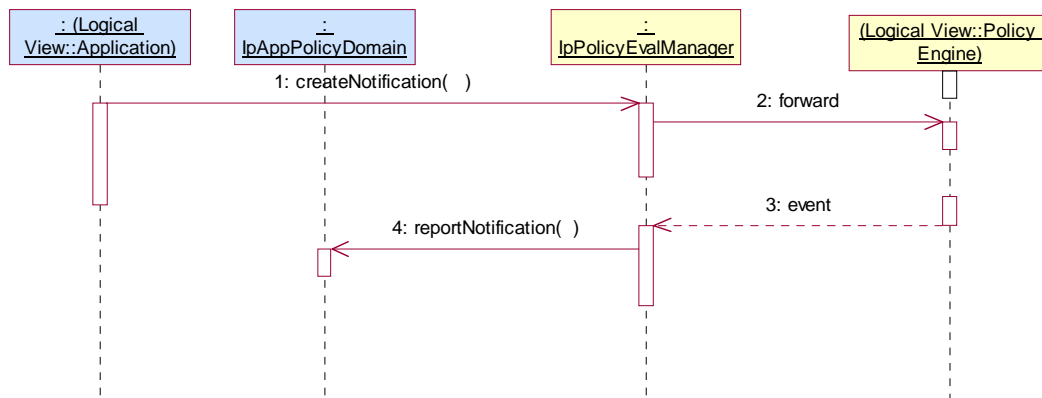 : (Logical
View::Application)
:
IpAppPolicyDomain
:
IpPolicyEvalManager
(Logical View::Policy
Engine)
1: createNotification( )
2: forward
3: event
4: reportNotification( )